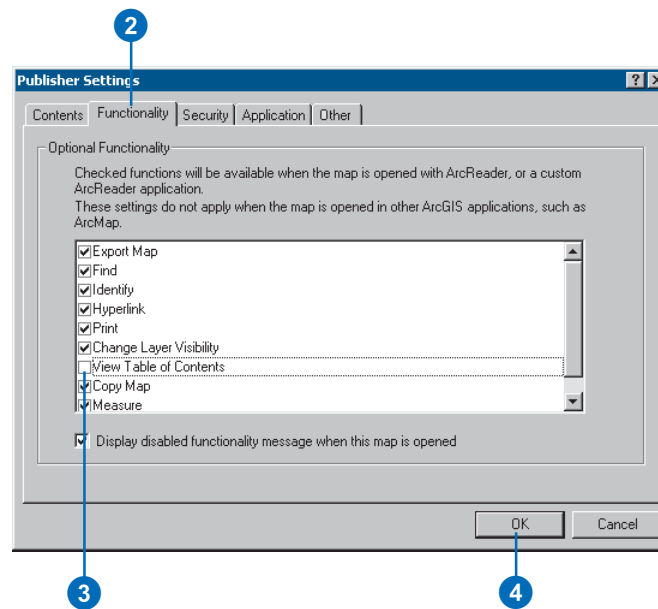 2
Publisher Settings
Contents Functionality Security Application Other
Optional Functionality
Checked functions will be available when the map is opened with ArcReader, or a custom
ArcReader application.
These settings do not apply when the map is opened in other ArcGIS applications, such as
ArcMap.
Export Map
Find
Identify
Hyperlink
Print
Change Layer Visibility
View Table of Contents
Copy Map
Measure
Display disabled functionality message when this map is opened
OK Cancel
3 4